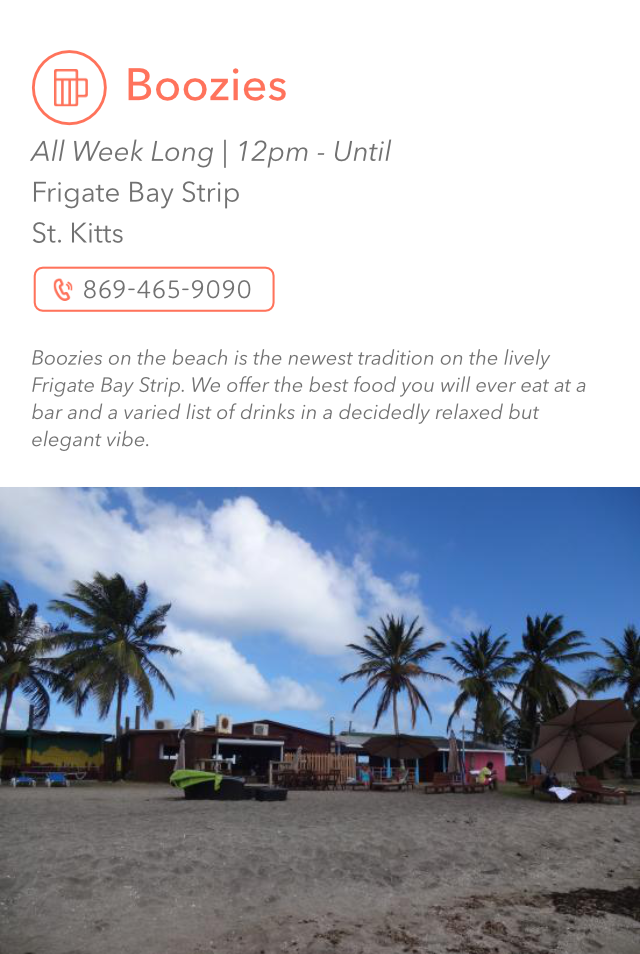 Boozies
All Week Long | 12pm - Until
Frigate Bay Strip
St. Kitts
869-465-9090
Boozies on the beach is the newest tradition on the lively
Frigate Bay Strip. We offer the best food you will ever eat at a
bar and a varied list of drinks in a decidedly relaxed but
elegant vibe.